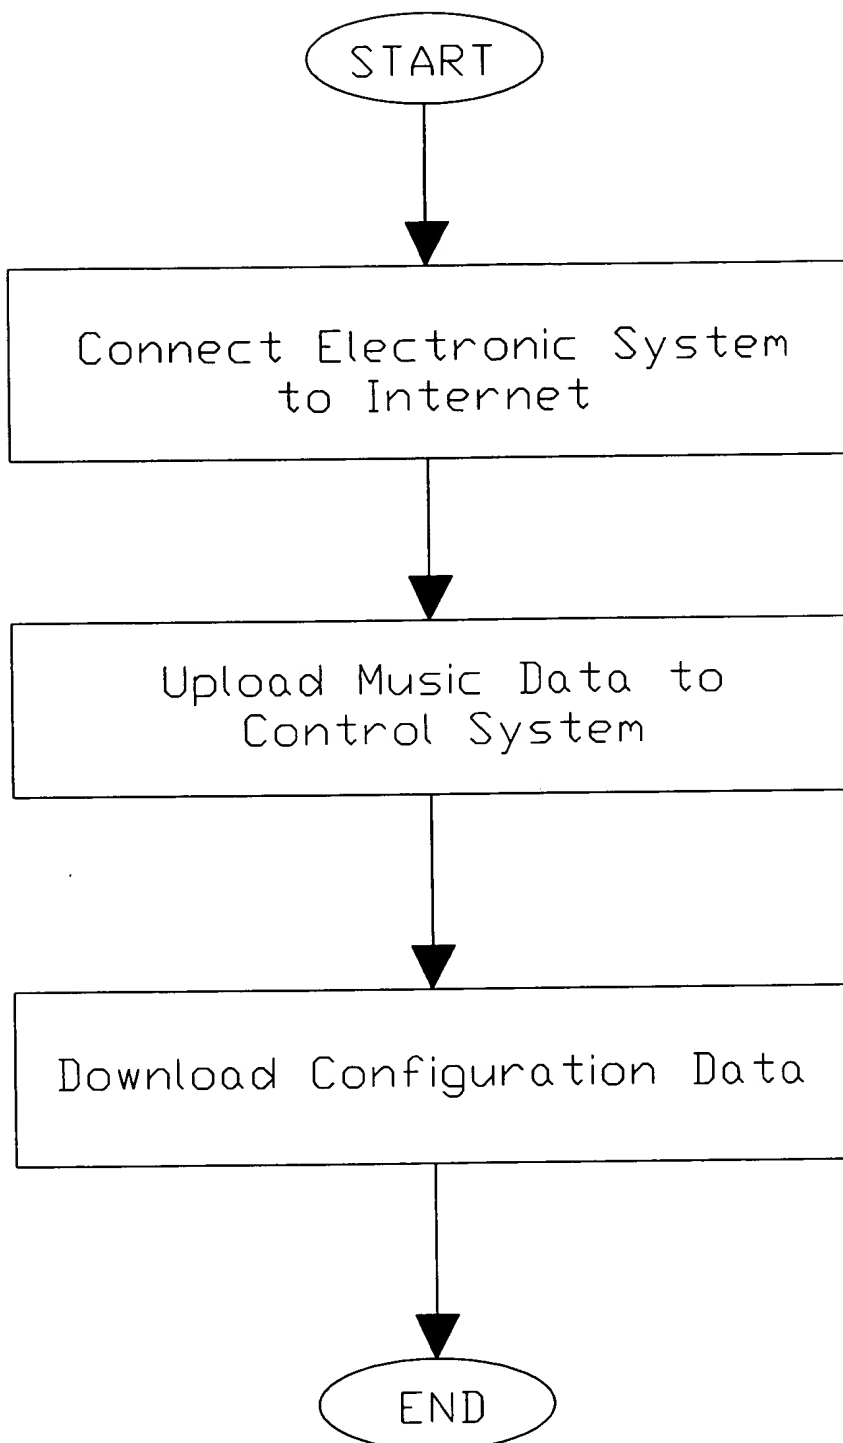 START
Connect Electronic System
to Internet
Upload Music Data to
Control System
Download Configuration Data
END